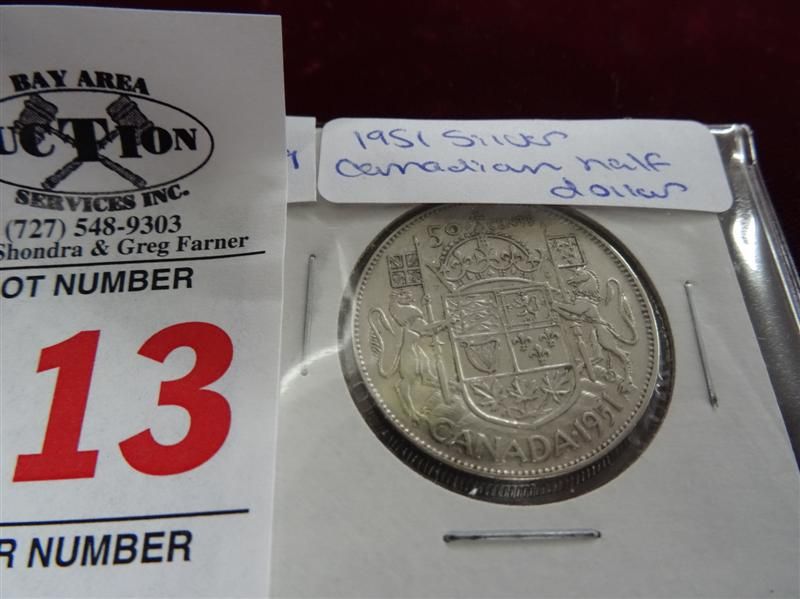 BAY AREA
UCTION
SERVICES INC.
(727) 548-9303
Shondra & Greg Farner
OT NUMBER
13
R NUMBER
1951 Silver
Canadian half
dollar
50 CENTS
CANADA·1951